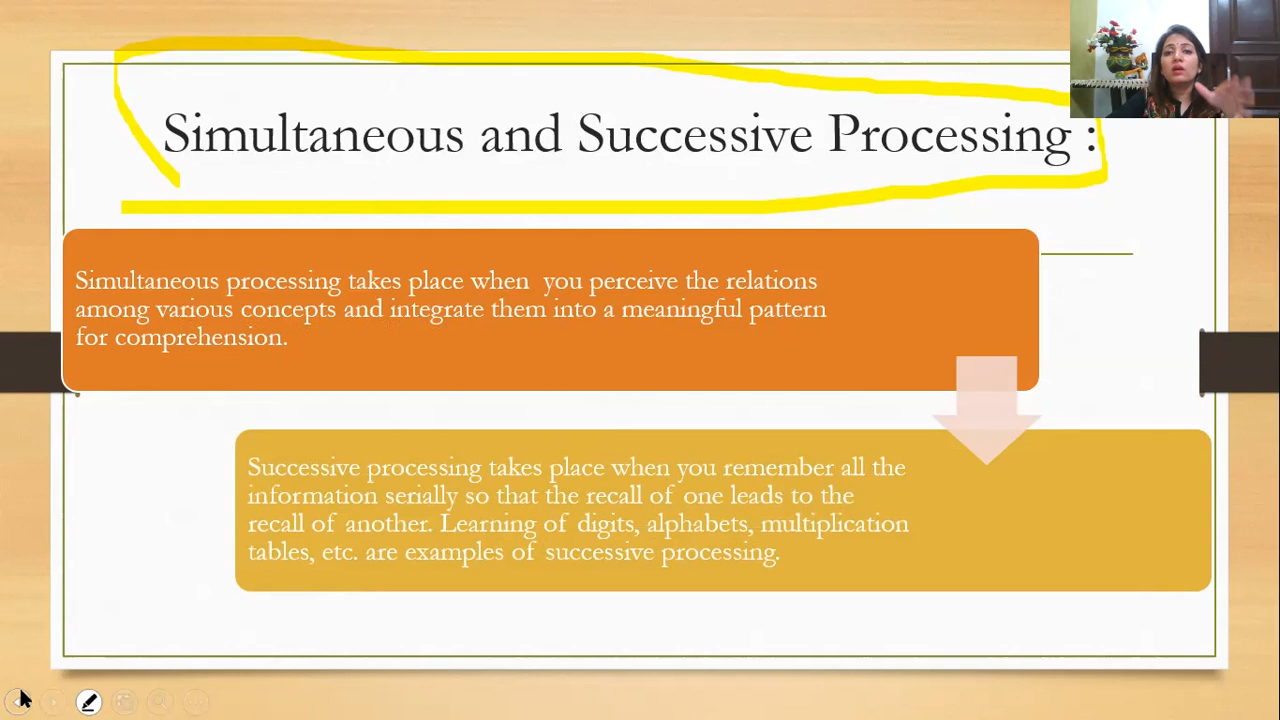 Simultaneous and Successive Processing :
Simultaneous processing takes place when you perceive the relations
among various concepts and integrate them into a meaningful pattern
for comprehension.
Successive processing takes place when you remember all the
information serially so that the recall of one leads to the
recall of another. Learning of digits, alphabets, multiplication
tables, etc. are examples of successive processing.